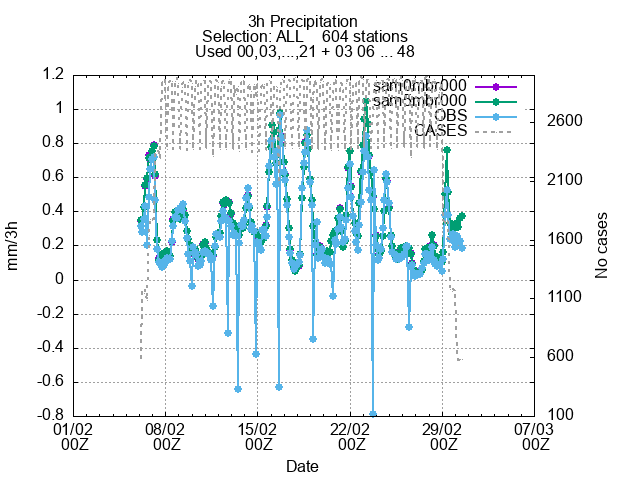 3h Precipitation
Selection: ALL 604 stations
Used 00,03,...,21 + 03 06 ... 48
sam0mbr000
sam5mbr000
OBS
CASES
1.2
1
0.8
0.6
0.4
0.2
0
-0.2
-0.4
-0.6
-0.8
mm/3h
2600
2100
1600
1100
600
100
No cases
01/02 08/02 15/02 22/02 29/02 07/03
00Z 00Z 00Z 00Z 00Z 00Z
Date